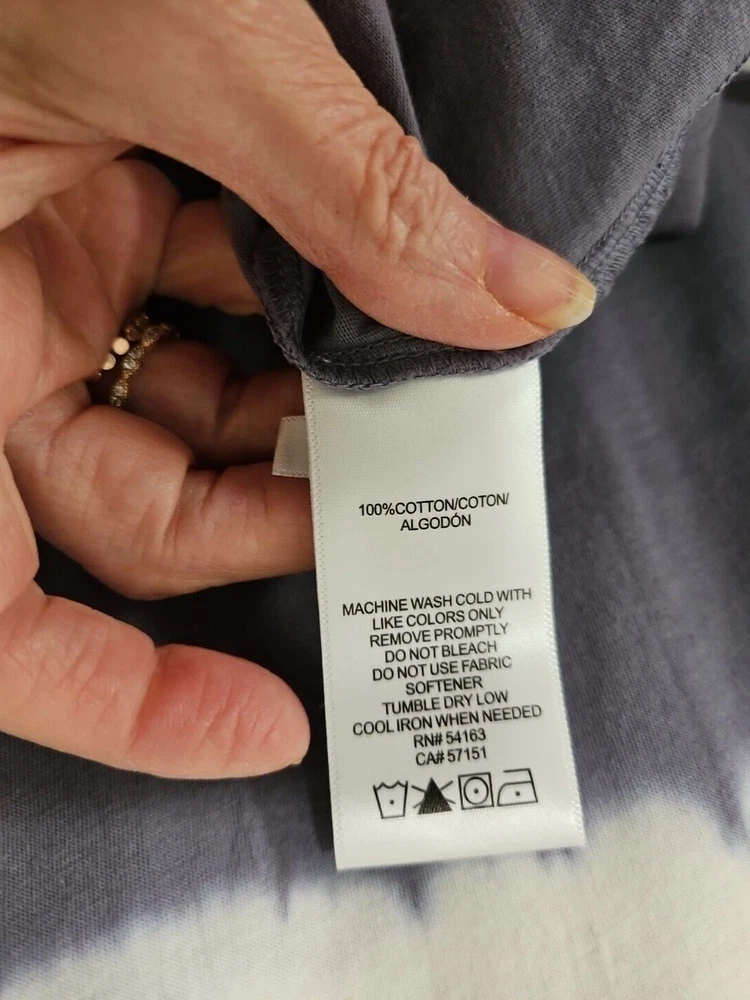 100%COTTON/COTON/
ALGODÓN
MACHINE WASH COLD WITH
LIKE COLORS ONLY
REMOVE PROMPTLY
DO NOT BLEACH
DO NOT USE FABRIC
SOFTENER
TUMBLE DRY LOW
COOL IRON WHEN NEEDED
RN# 54163
CA# 57151